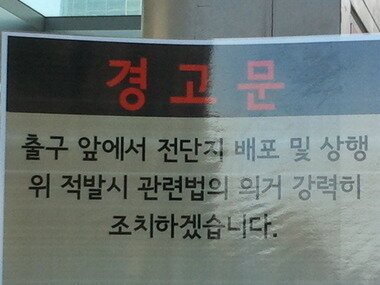 경고문
출구 앞에서 전단지 배포 및 상행
위 적발시 관련법의 의거 강력히
조치하겠습니다.